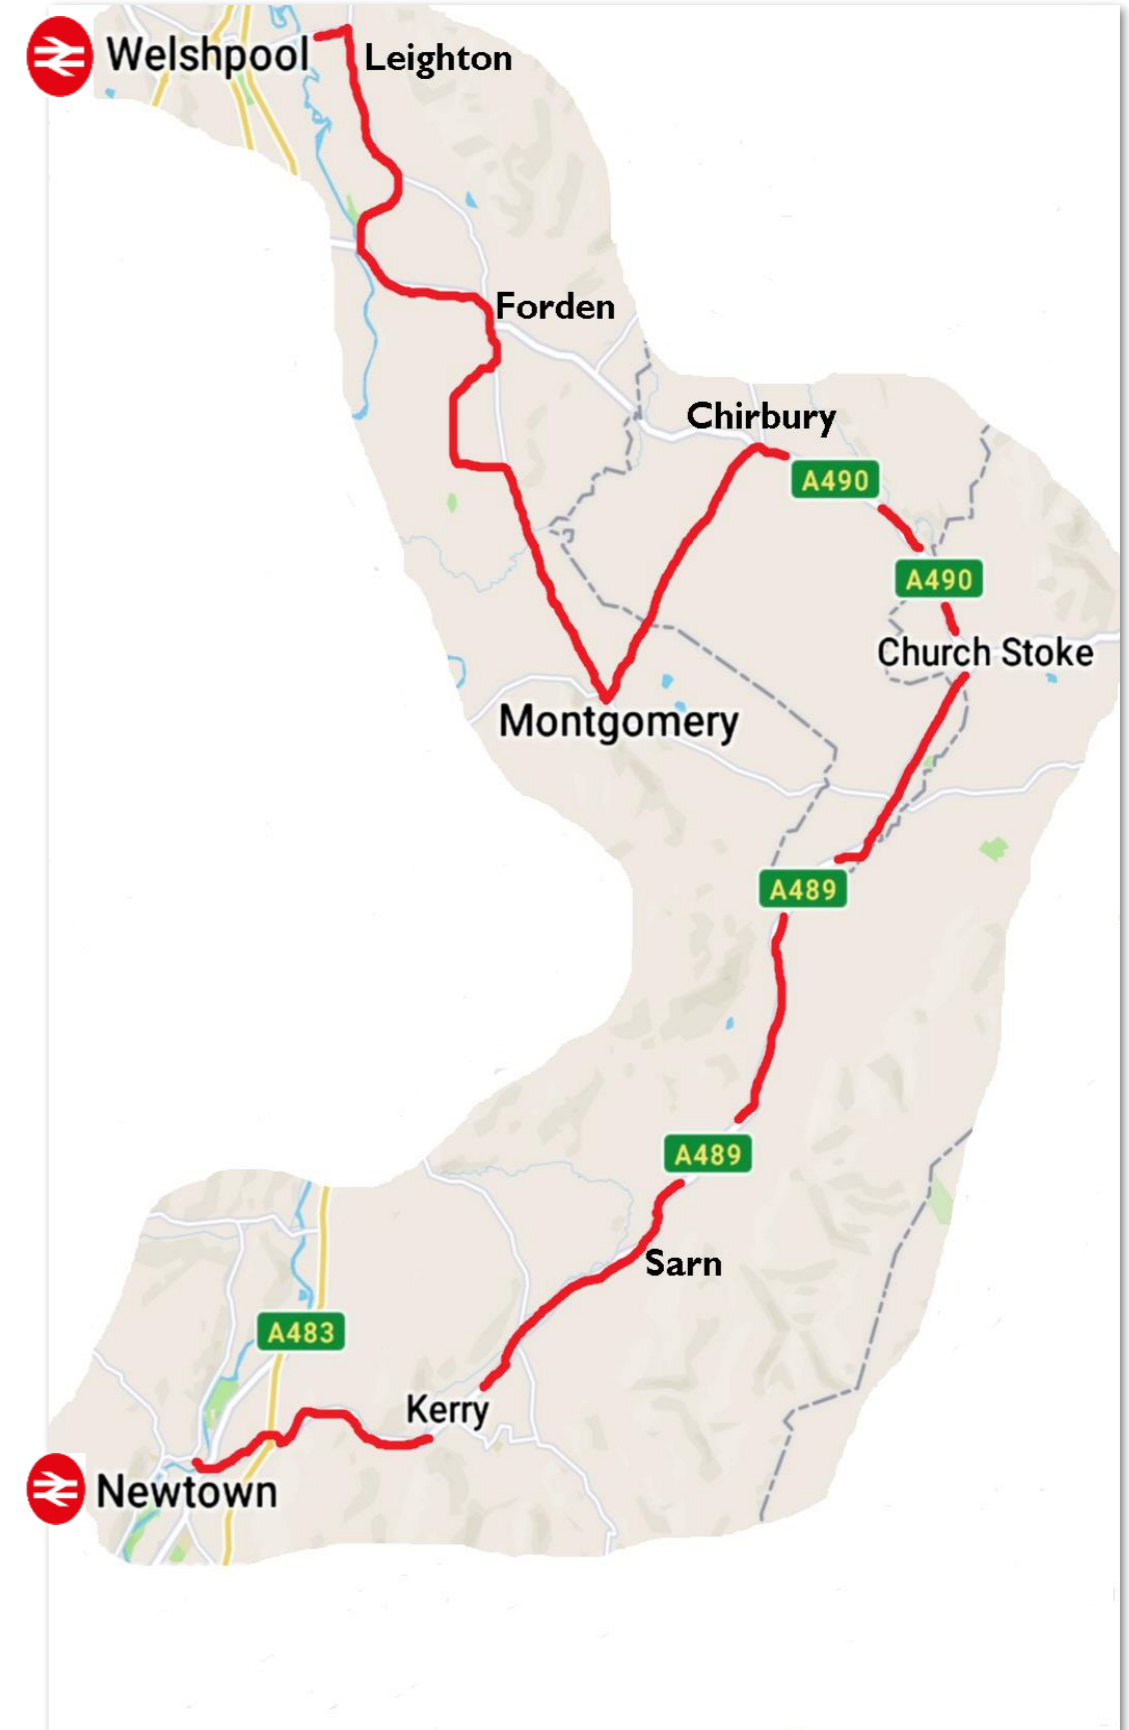 Welshpool
Leighton
Forden
Chirbury
A490
A490
Church Stoke
Montgomery
A489
A489
Sarn
A483
Kerry
Newtown